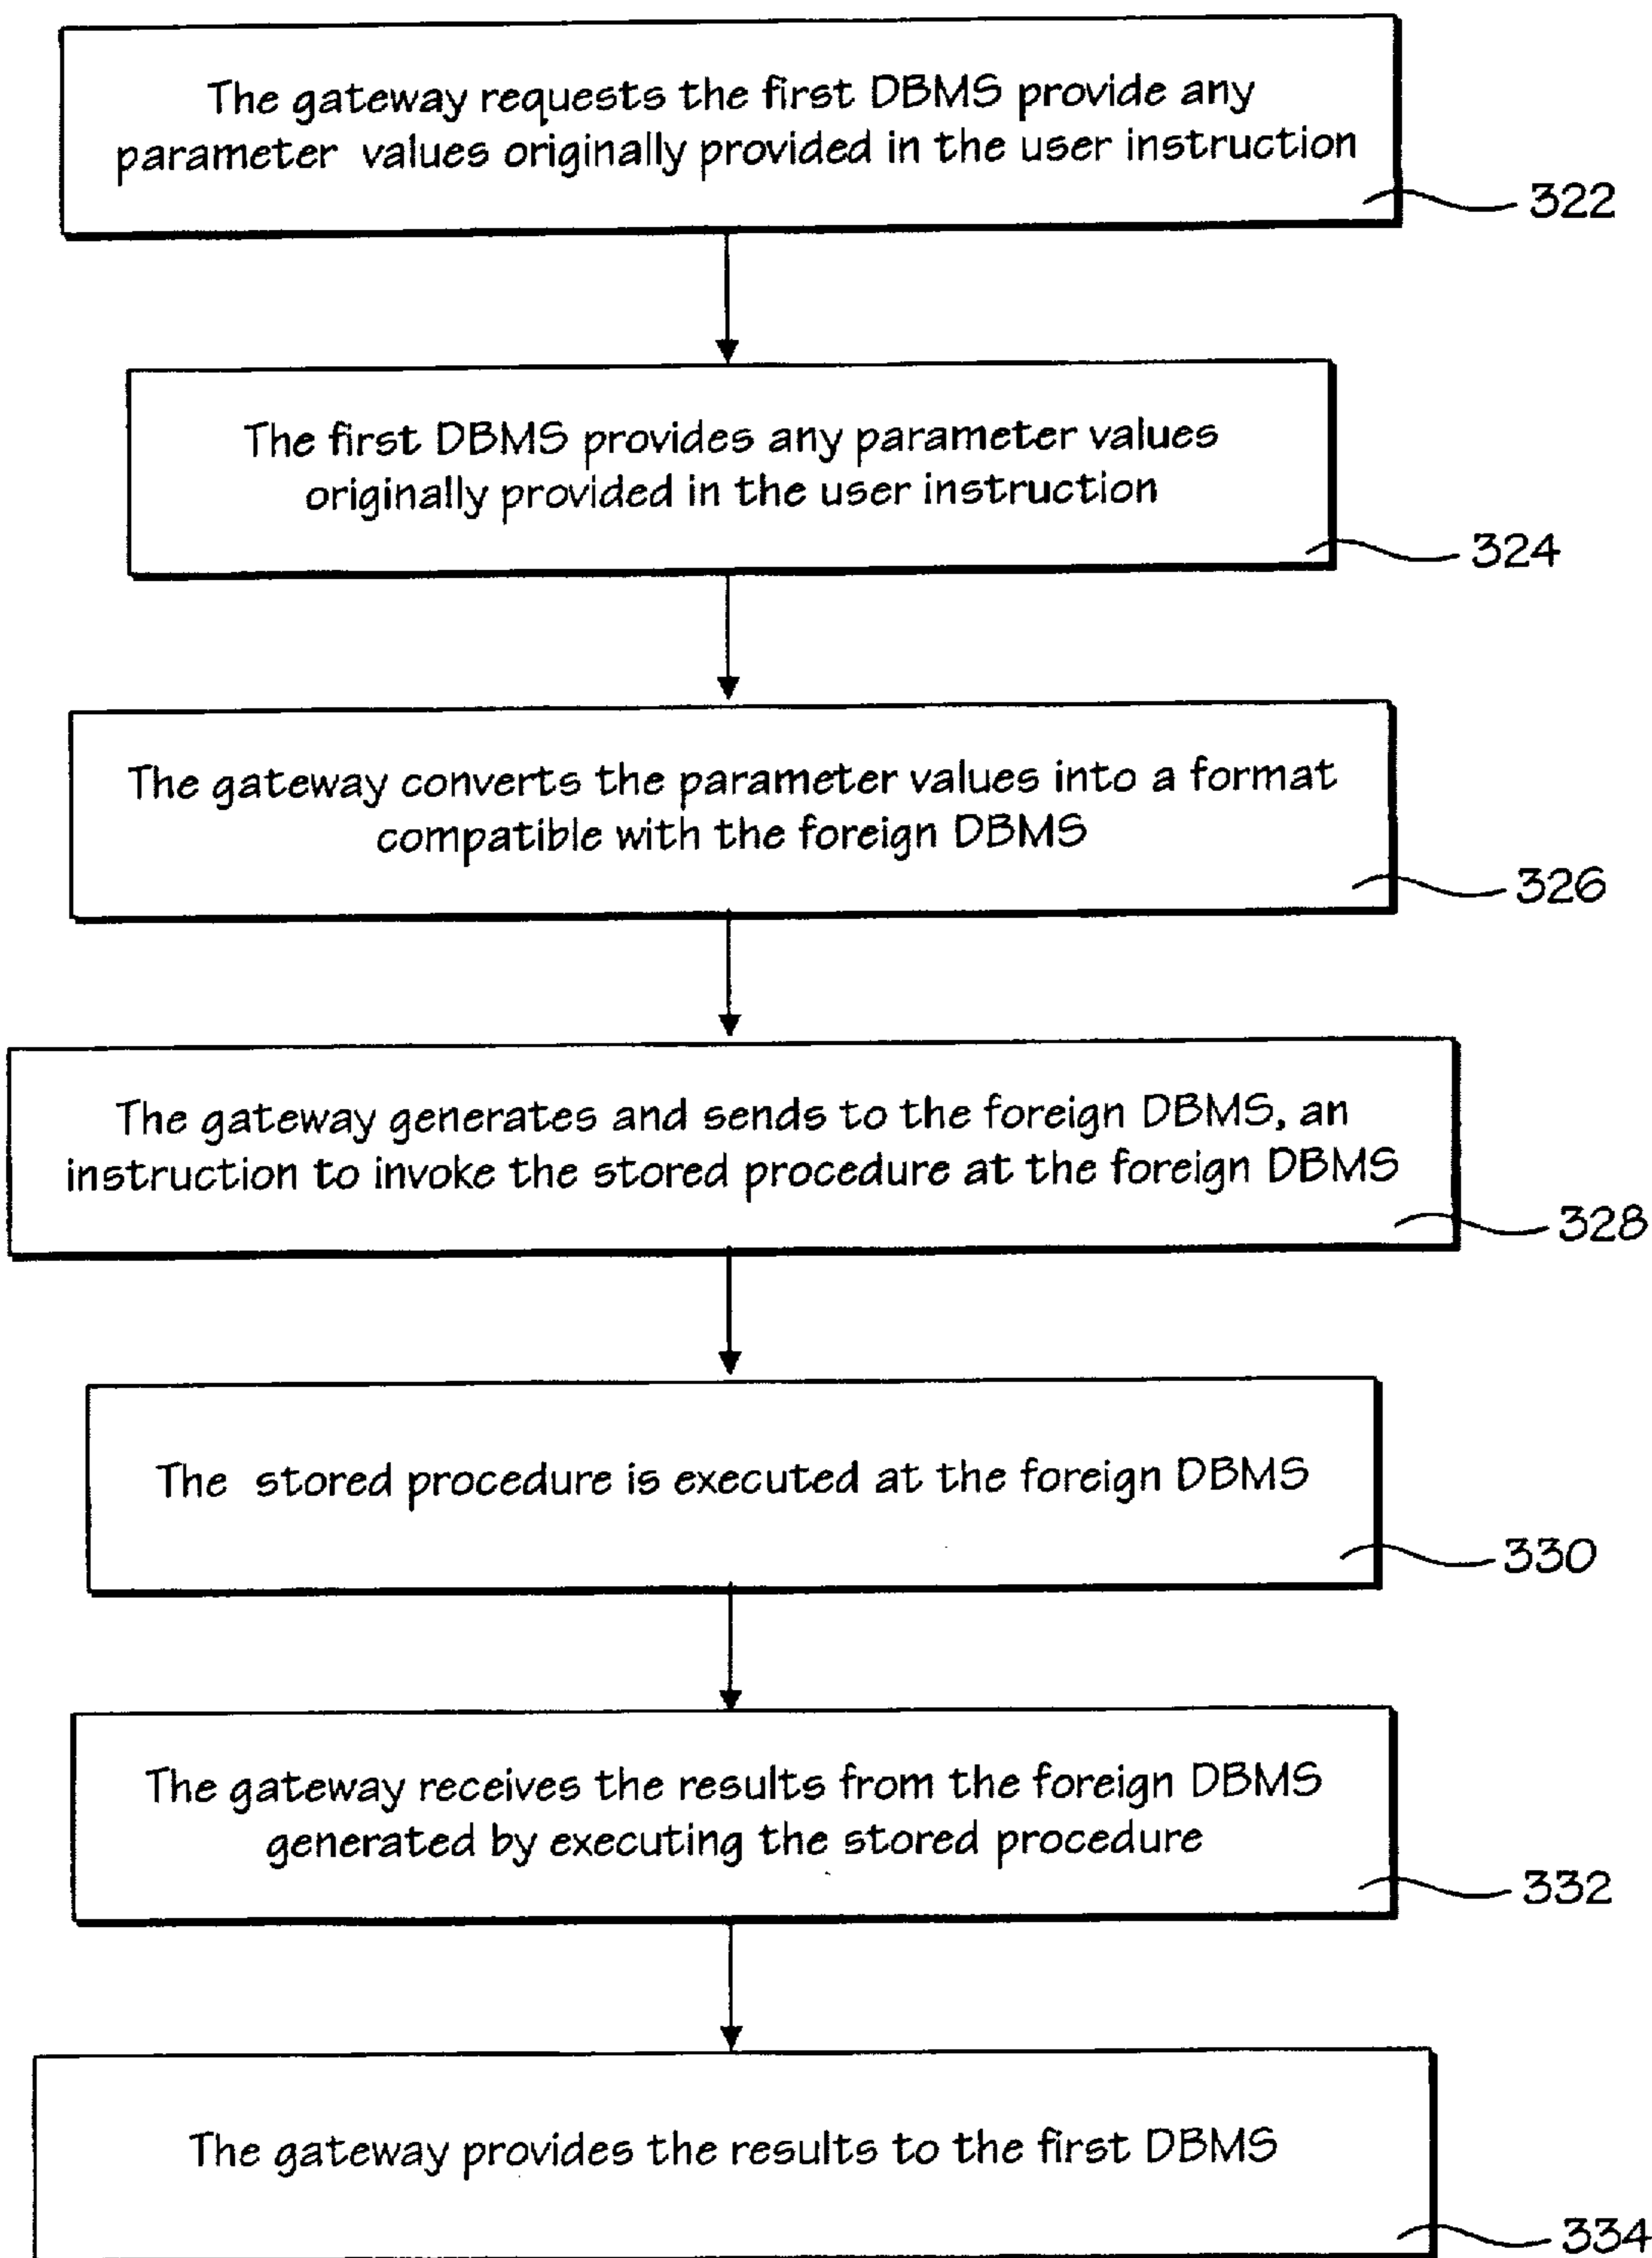 The gateway requests the first DBMS provide any
parameter values originally provided in the user instruction
322
The first DBMS provides any parameter values
originally provided in the user instruction
324
The gateway converts the parameter values into a format
compatible with the foreign DBMS
326
The gateway generates and sends to the foreign DBMS, an
instruction to invoke the stored procedure at the foreign DBMS
328
The stored procedure is executed at the foreign DBMS
330
The gateway receives the results from the foreign DBMS
generated by executing the stored procedure
332
The gateway provides the results to the first DBMS
334